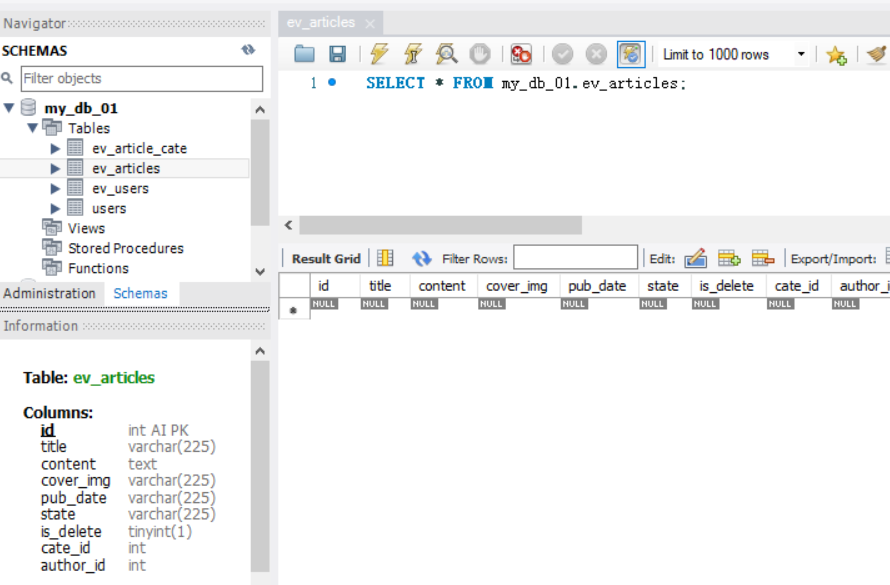 Navigator
SCHEMAS
Filter objects
my_db_01
Tables
ev_article_cate
ev_articles
ev_users
users
Views
Stored Procedures
Functions
Administration Schemas
Information
Table: ev_articles
Columns:
id int AI PK
title varchar(225)
content text
cover_img varchar(225)
pub_date varchar(225)
state varchar(225)
is_delete tinyint(1)
cate_id int
author_id int
ev_articles
Limit to 1000 rows
1 SELECT * FROM my_db_01.ev_articles;
Result Grid Filter Rows: Edit: Export/Import:
id title content cover_img pub_date state is_delete cate_id author_i
NULL NULL NULL NULL NULL NULL NULL NULL NULL